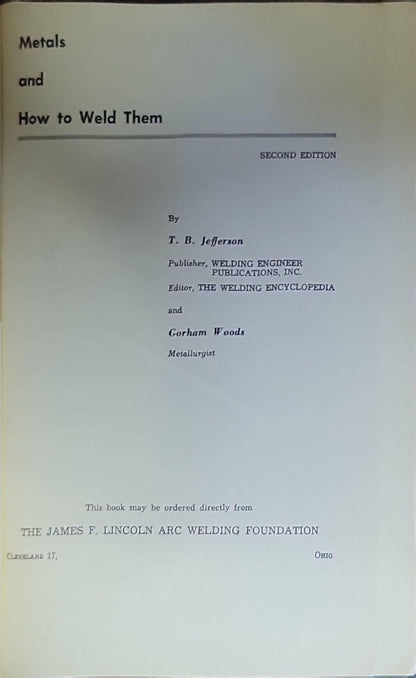 Metals
and
How to Weld Them
SECOND EDITION
By
T. B. Jefferson
Publisher, WELDING ENGINEER
PUBLICATIONS, INC.
Editor, THE WELDING ENCYCLOPEDIA
and
Gorham Woods
Metallurgist
This book may be ordered directly from
THE JAMES F. LINCOLN ARC WELDING FOUNDATION
CLEVELAND 17, OHIO